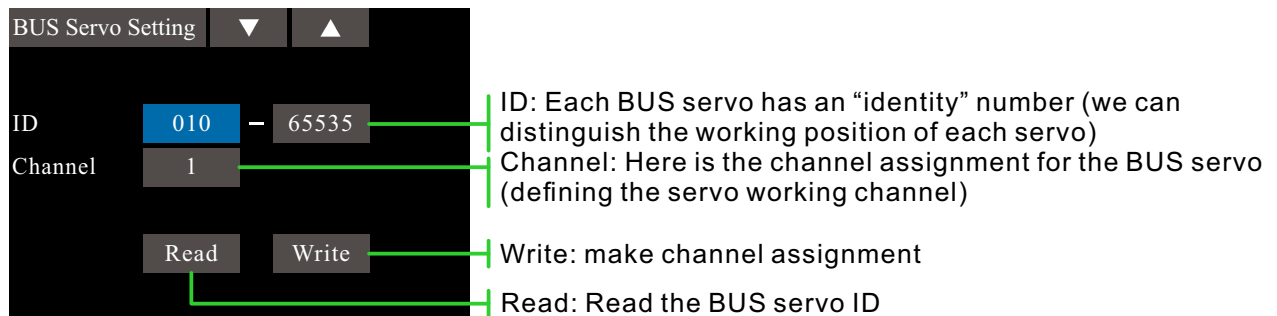 BUS Servo Setting ▼ ▲
ID 010 – 65535
Channel 1
Read Write
ID: Each BUS servo has an “identity” number (we can
distinguish the working position of each servo)
Channel: Here is the channel assignment for the BUS servo
(defining the servo working channel)
Write: make channel assignment
Read: Read the BUS servo ID